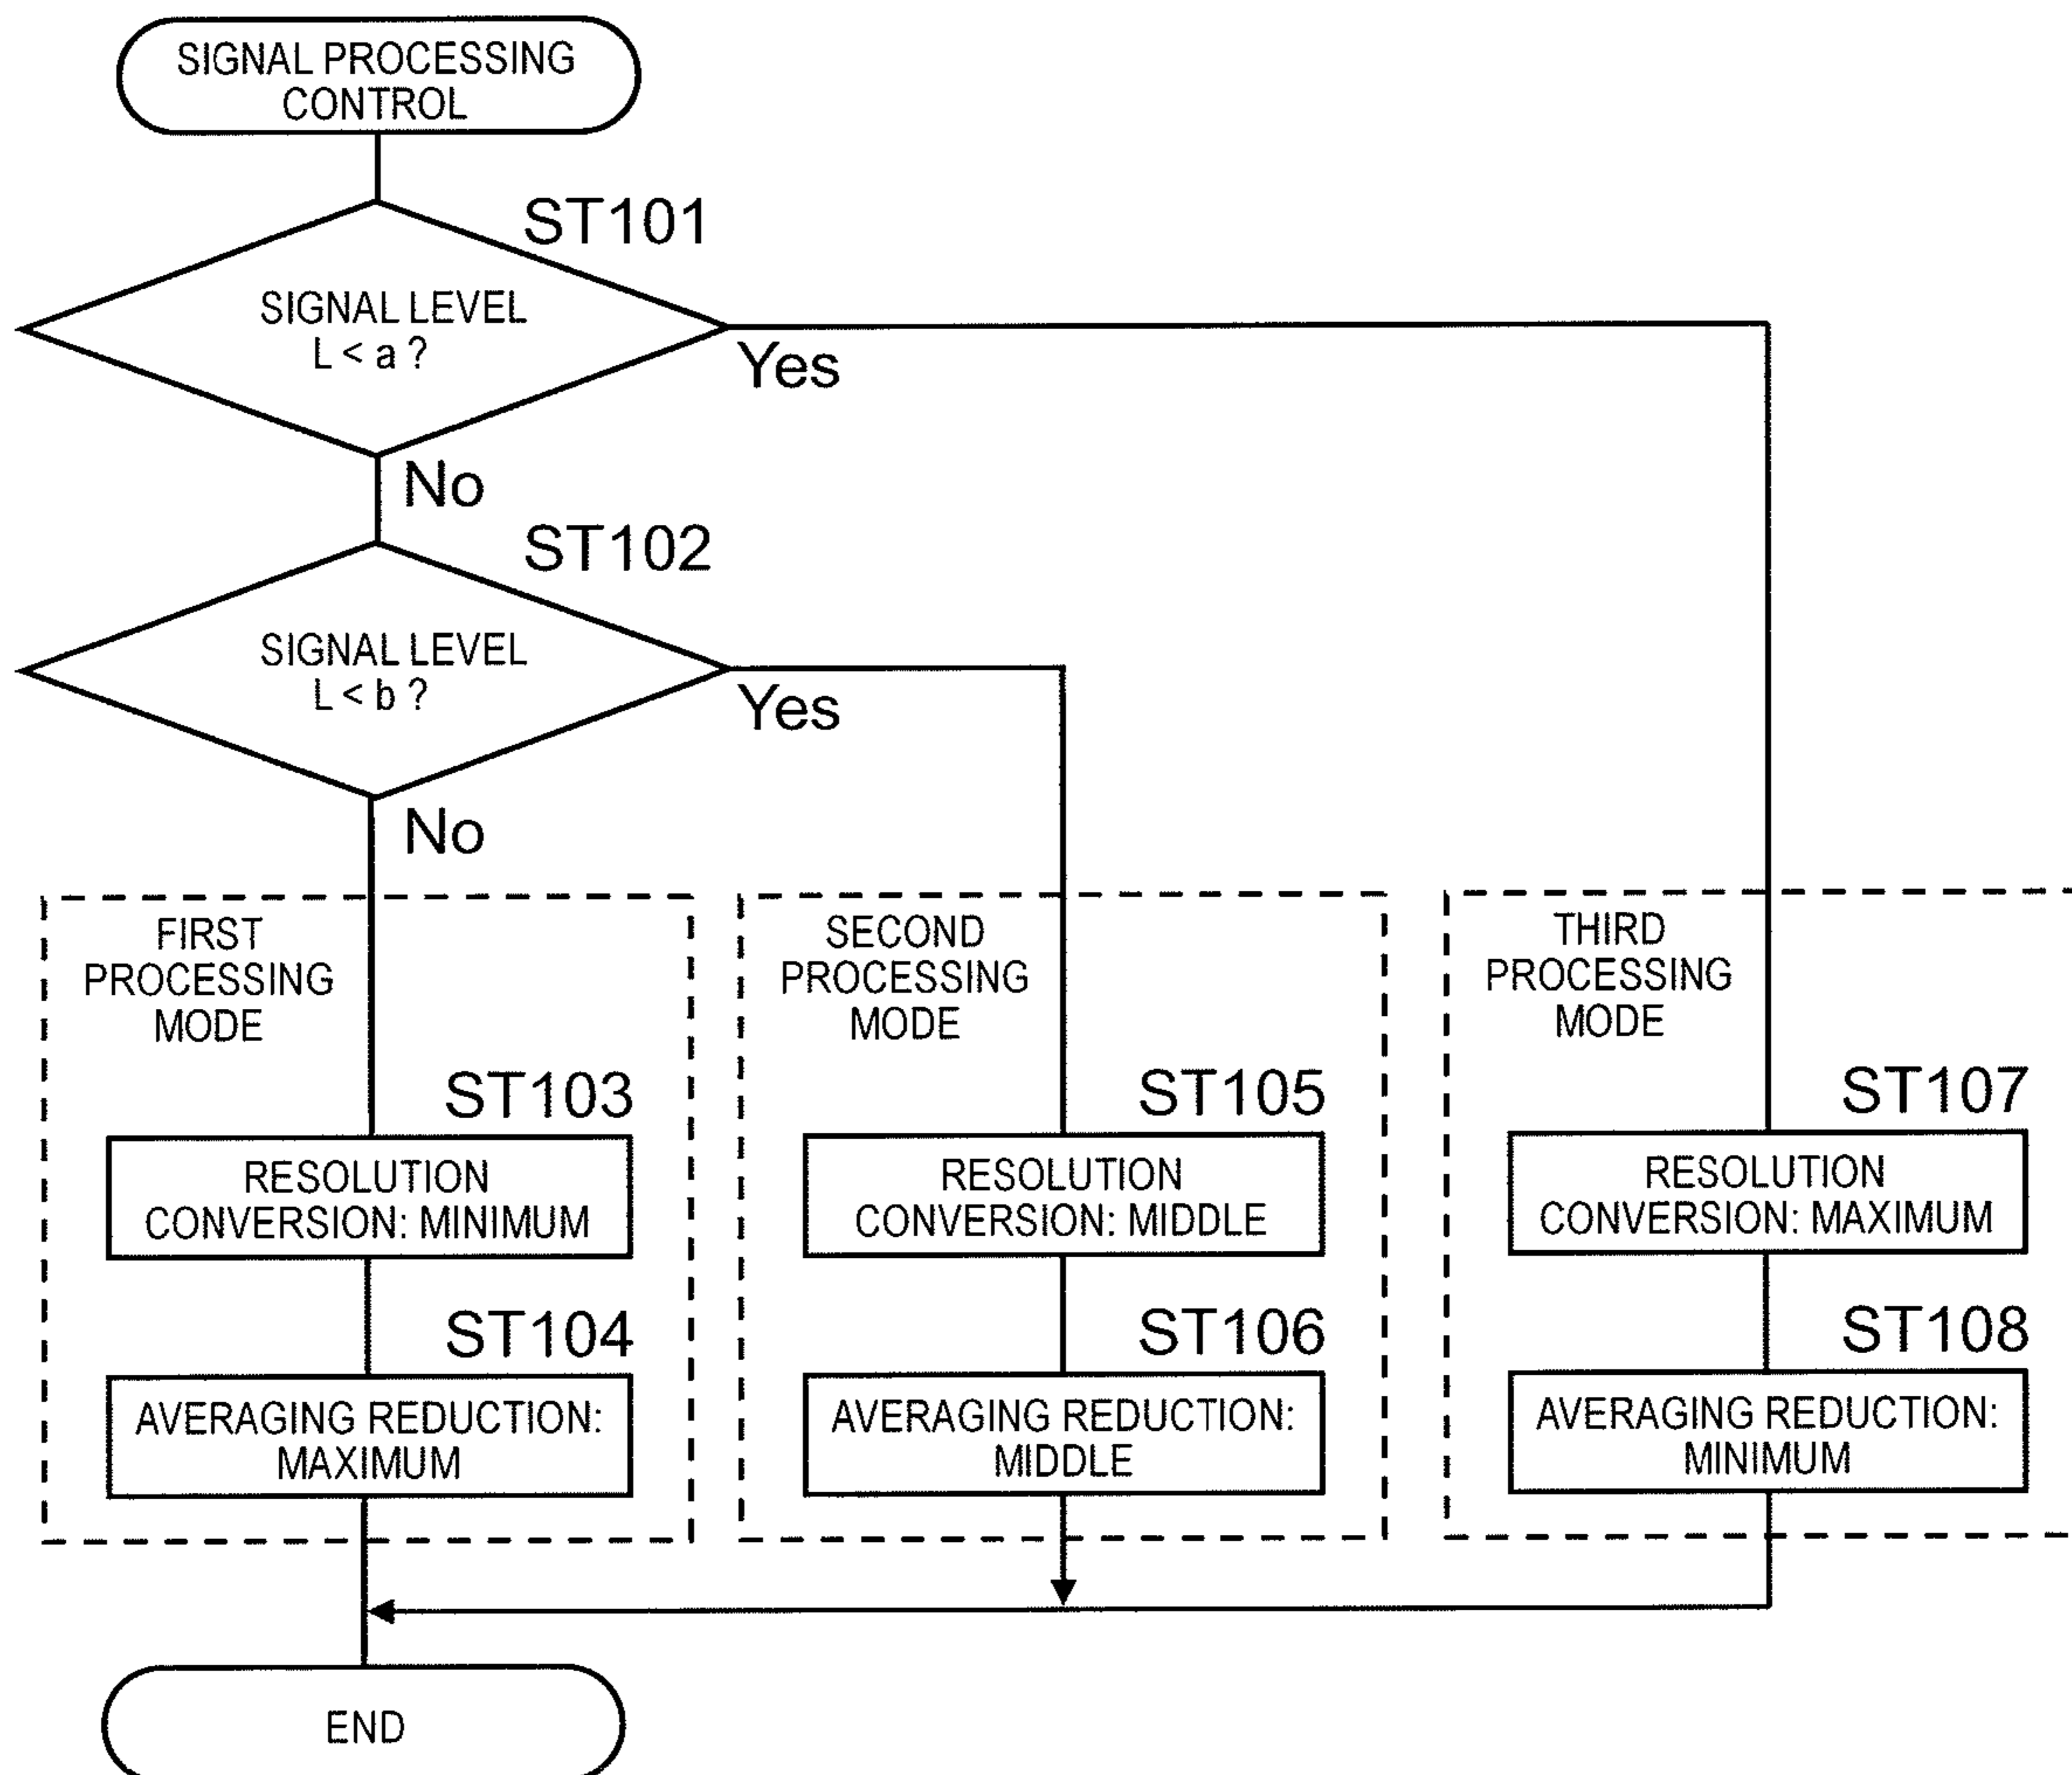 SIGNAL PROCESSING
CONTROL
ST101
SIGNAL LEVEL
L < a ?
Yes
No
ST102
SIGNAL LEVEL
L < b ?
Yes
No
FIRST
PROCESSING
MODE
ST103
RESOLUTION
CONVERSION: MINIMUM
ST104
AVERAGING REDUCTION:
MAXIMUM
SECOND
PROCESSING
MODE
ST105
RESOLUTION
CONVERSION: MIDDLE
ST106
AVERAGING REDUCTION:
MIDDLE
THIRD
PROCESSING
MODE
ST107
RESOLUTION
CONVERSION: MAXIMUM
ST108
AVERAGING REDUCTION:
MINIMUM
END